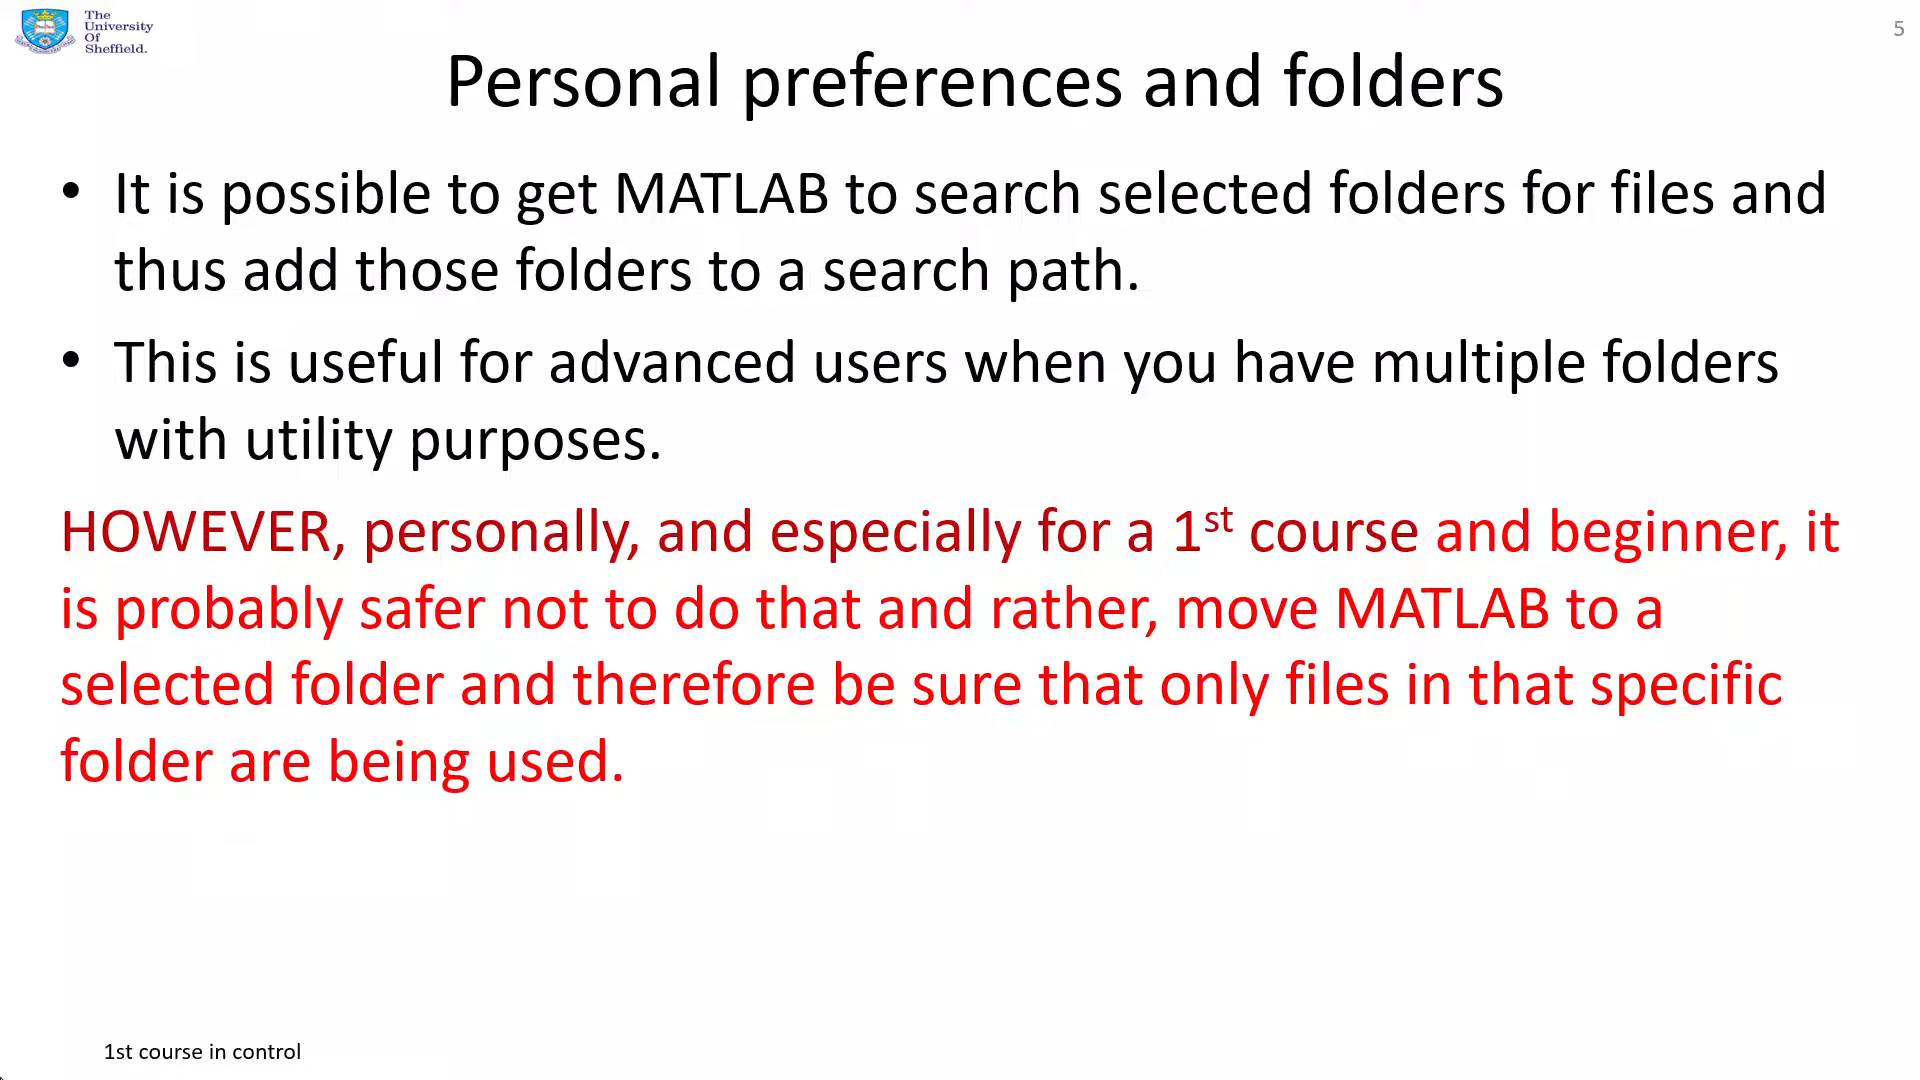 The
University
Of
Sheffield.
5
Personal preferences and folders
• It is possible to get MATLAB to search selected folders for files and
thus add those folders to a search path.
• This is useful for advanced users when you have multiple folders
with utility purposes.
HOWEVER, personally, and especially for a 1st course and beginner, it
is probably safer not to do that and rather, move MATLAB to a
selected folder and therefore be sure that only files in that specific
folder are being used.
1st course in control